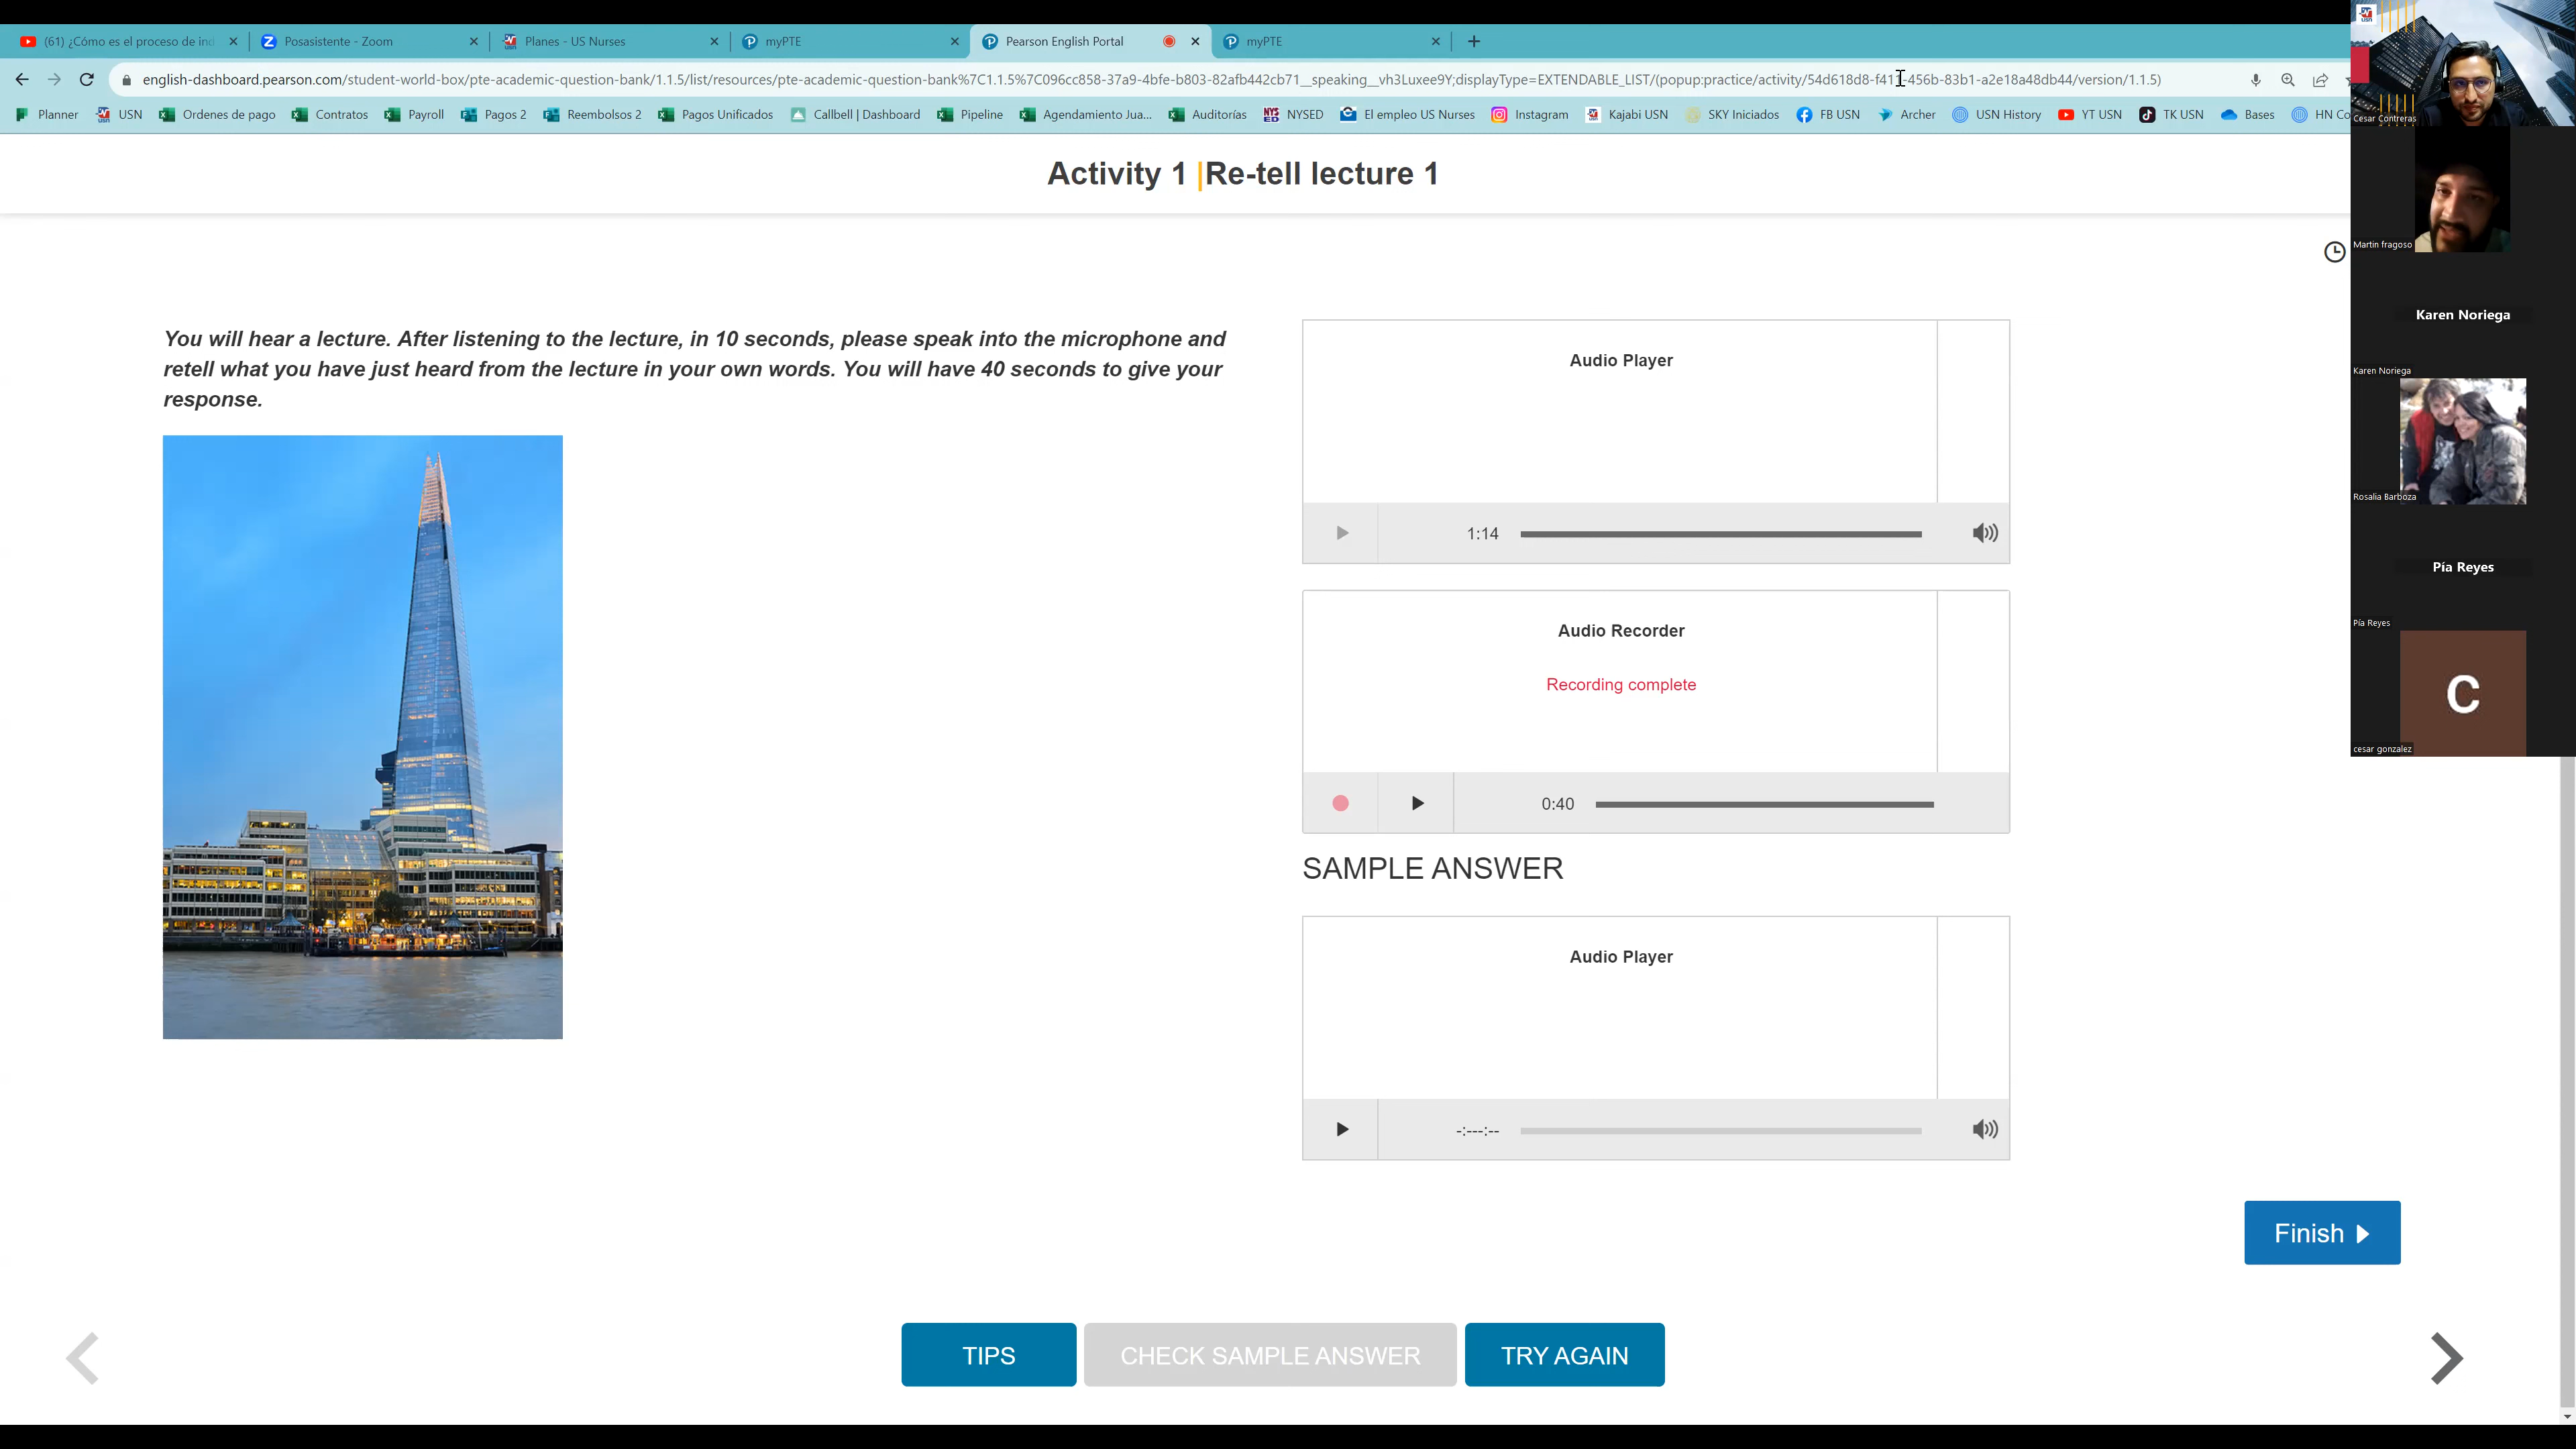 (61) ¿Cómo es el proceso de ind
Posasistente - Zoom
Planes - US Nurses
myPTE
Pearson English Portal
myPTE
english-dashboard.pearson.com/student-world-box/pte-academic-question-bank/1.1.5/list/resources/pte-academic-question-bank%7C1.1.5%7C096cc858-37a9-4bfe-b803-82afb442cb71__speaking__vh3Luxee9Y;displayType=EXTENDABLE_LIST/(popup:practice/activity/54d618d8-f411-456b-83b1-a2e18a48db44/version/1.1.5)
Planner USN Ordenes de pago Contratos Payroll Pagos 2 Reembolsos 2 Pagos Unificados Callbell | Dashboard Pipeline Agendamiento Jua... Auditorías NYSED El empleo US Nurses Instagram Kajabi USN SKY Iniciados FB USN Archer USN History YT USN TK USN Bases HN Co
Activity 1 |Re-tell lecture 1
You will hear a lecture. After listening to the lecture, in 10 seconds, please speak into the microphone and
retell what you have just heard from the lecture in your own words. You will have 40 seconds to give your
response.
Audio Player
1:14
Audio Recorder
Recording complete
0:40
SAMPLE ANSWER
Audio Player
-:---:--
Finish
TIPS
CHECK SAMPLE ANSWER
TRY AGAIN
USN
Cesar Contreras
Martin fragoso
Karen Noriega
Karen Noriega
Rosalia Barboza
Pía Reyes
Pía Reyes
C
cesar gonzalez